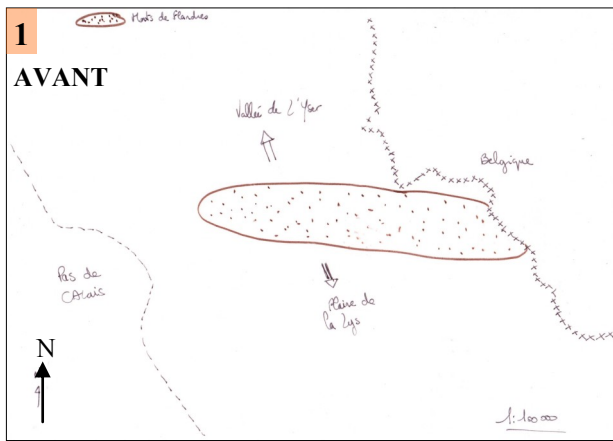 1
Monts de Flandres
AVANT
Vallée de l'Yser
Belgique
Pas de
CAlais
Plaine de
la Lys
N
1:100 000